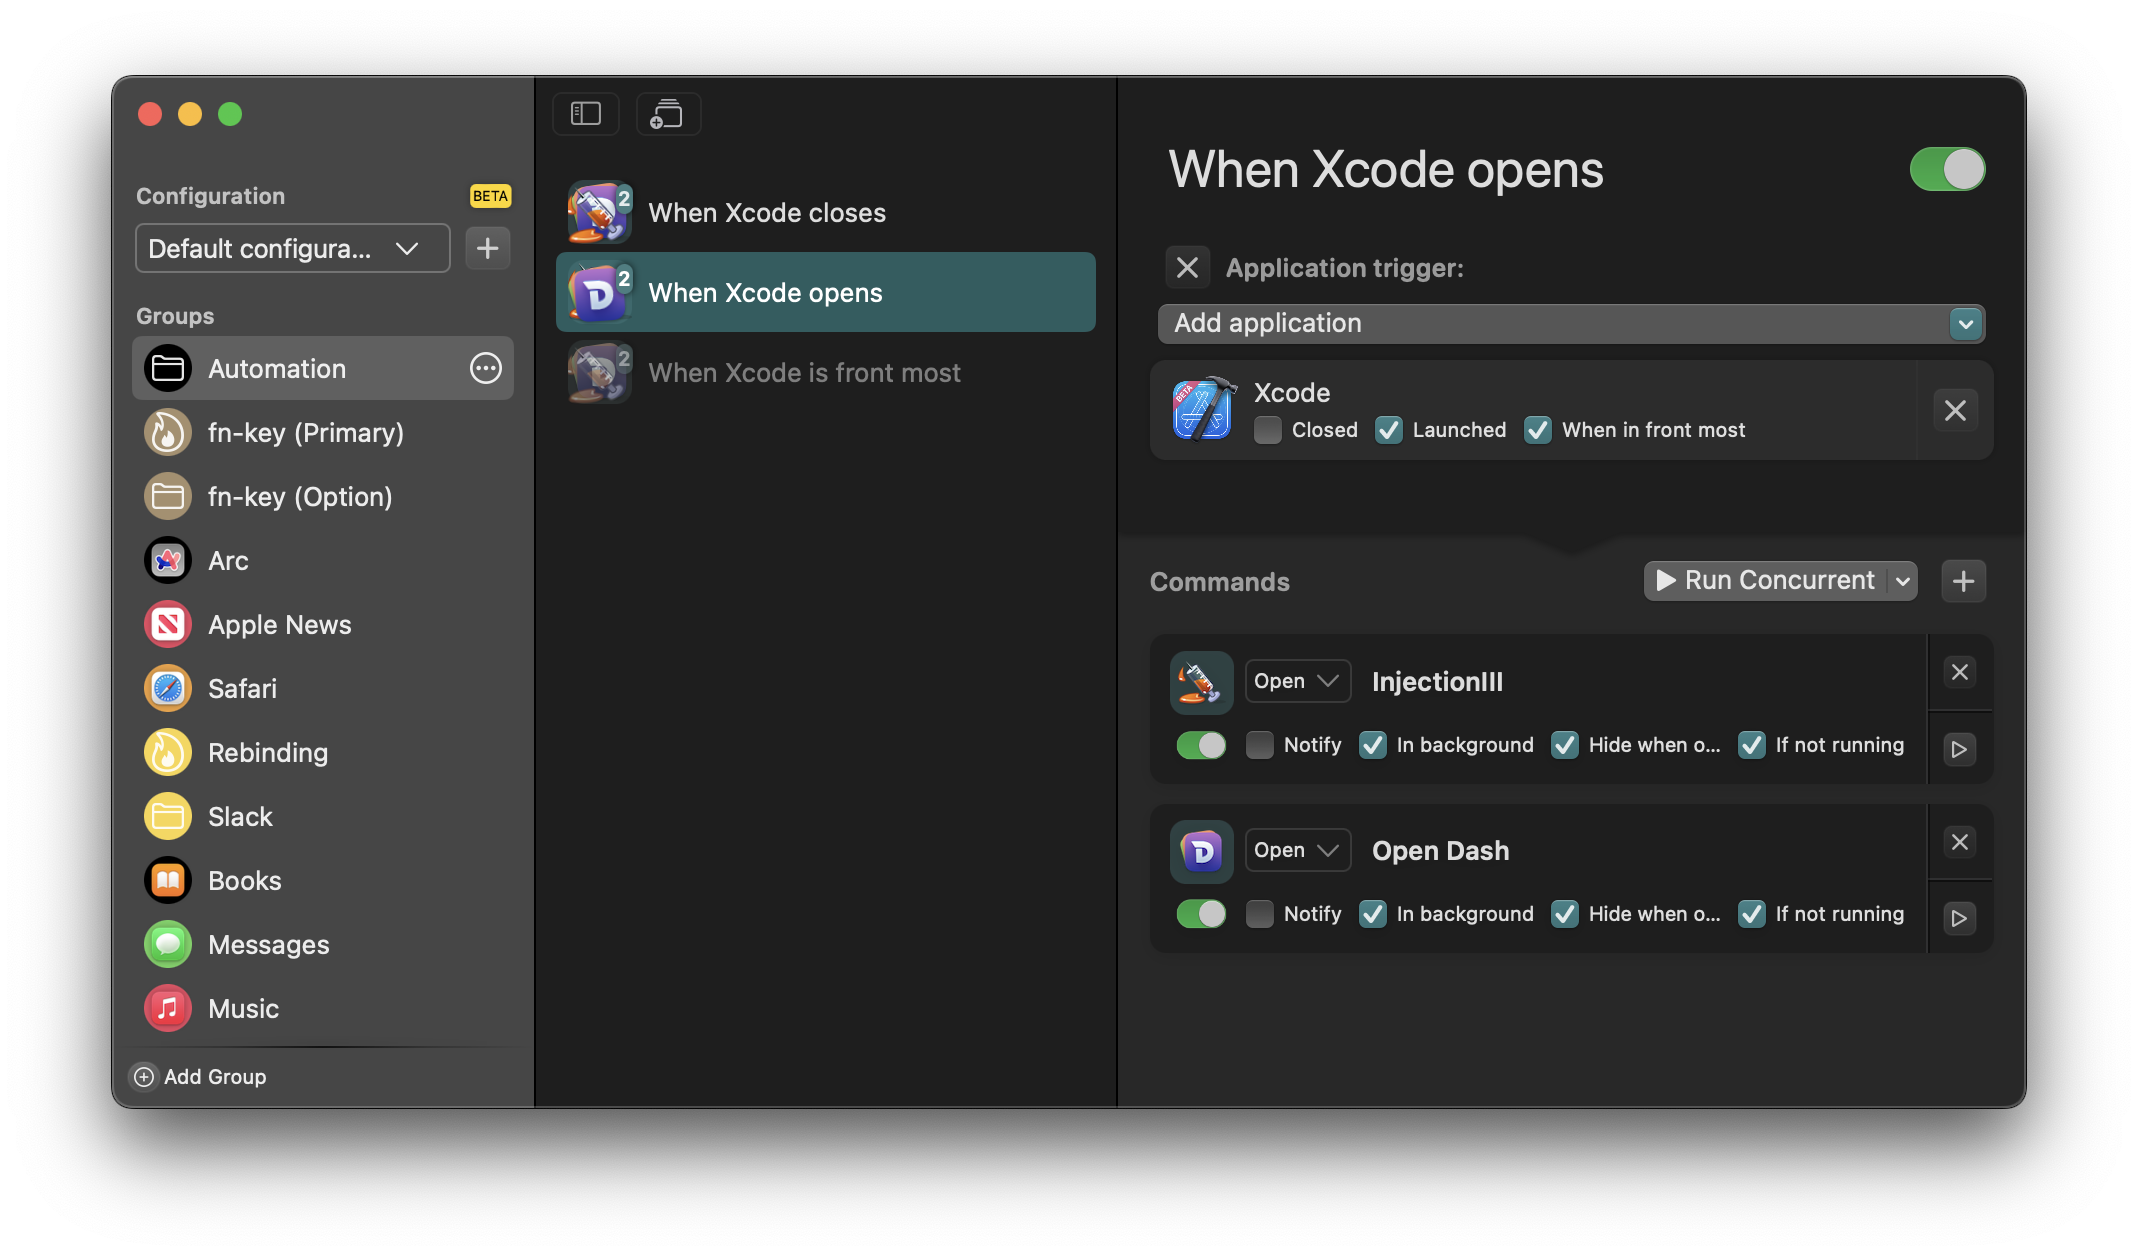 Configuration
BETA
Default configura...
Groups
Automation
fn-key (Primary)
fn-key (Option)
Arc
Apple News
Safari
Rebinding
Slack
Books
Messages
Music
Add Group
2
When Xcode closes
2
When Xcode opens
2
When Xcode is front most
When Xcode opens
Application trigger:
Add application
BETA
Xcode
Closed
Launched
When in front most
Commands
Run Concurrent
Open
InjectionIII
Notify
In background
Hide when o...
If not running
Open
Open Dash
Notify
In background
Hide when o...
If not running